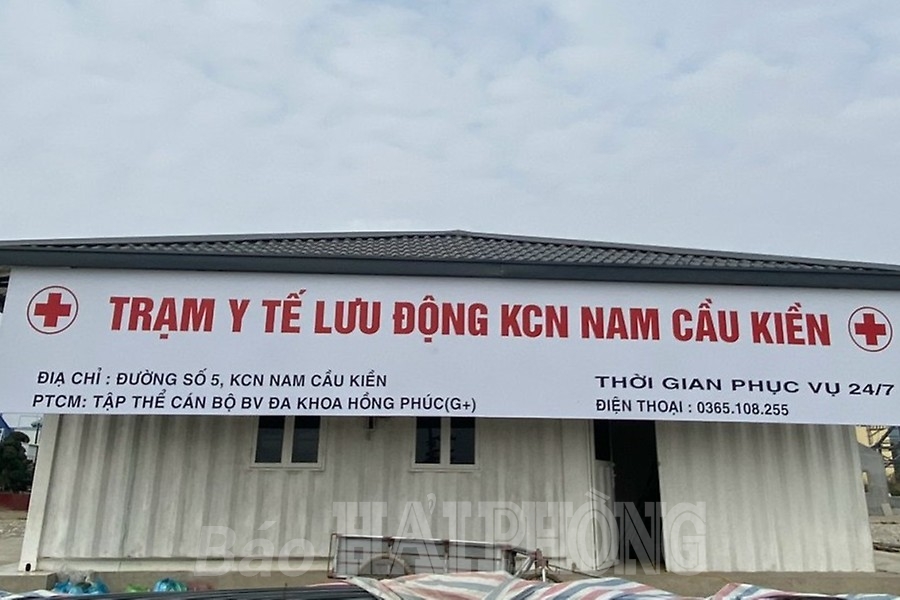 TRẠM Y TẾ LƯU ĐỘNG KCN NAM CẦU KIỀN
ĐỊA CHỈ : ĐƯỜNG SỐ 5, KCN NAM CẦU KIỀN
PTCM: TẬP THỂ CÁN BỘ BV ĐA KHOA HỒNG PHÚC(G+)
THỜI GIAN PHỤC VỤ 24/7
ĐIỆN THOẠI : 0365.108.255
Báo HẢI PHÒNG